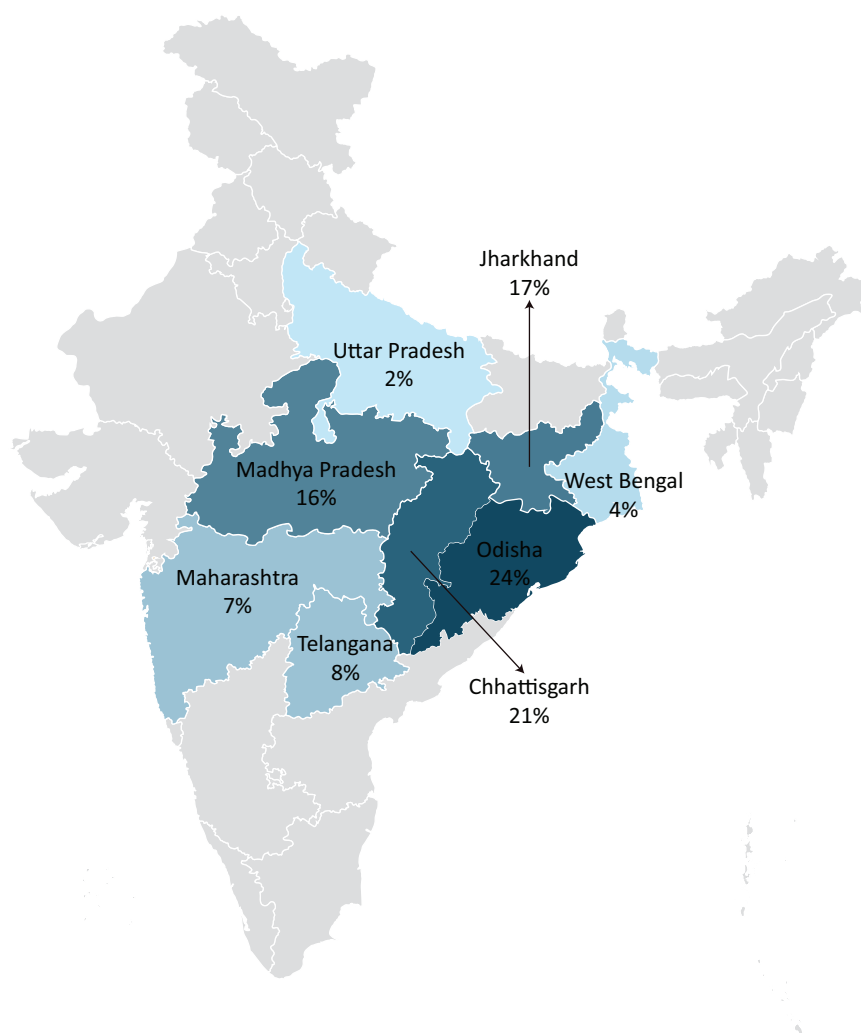 Jharkhand
17%
Uttar Pradesh
2%
Madhya Pradesh
16%
West Bengal
4%
Odisha
24%
Maharashtra
7%
Telangana
8%
Chhattisgarh
21%